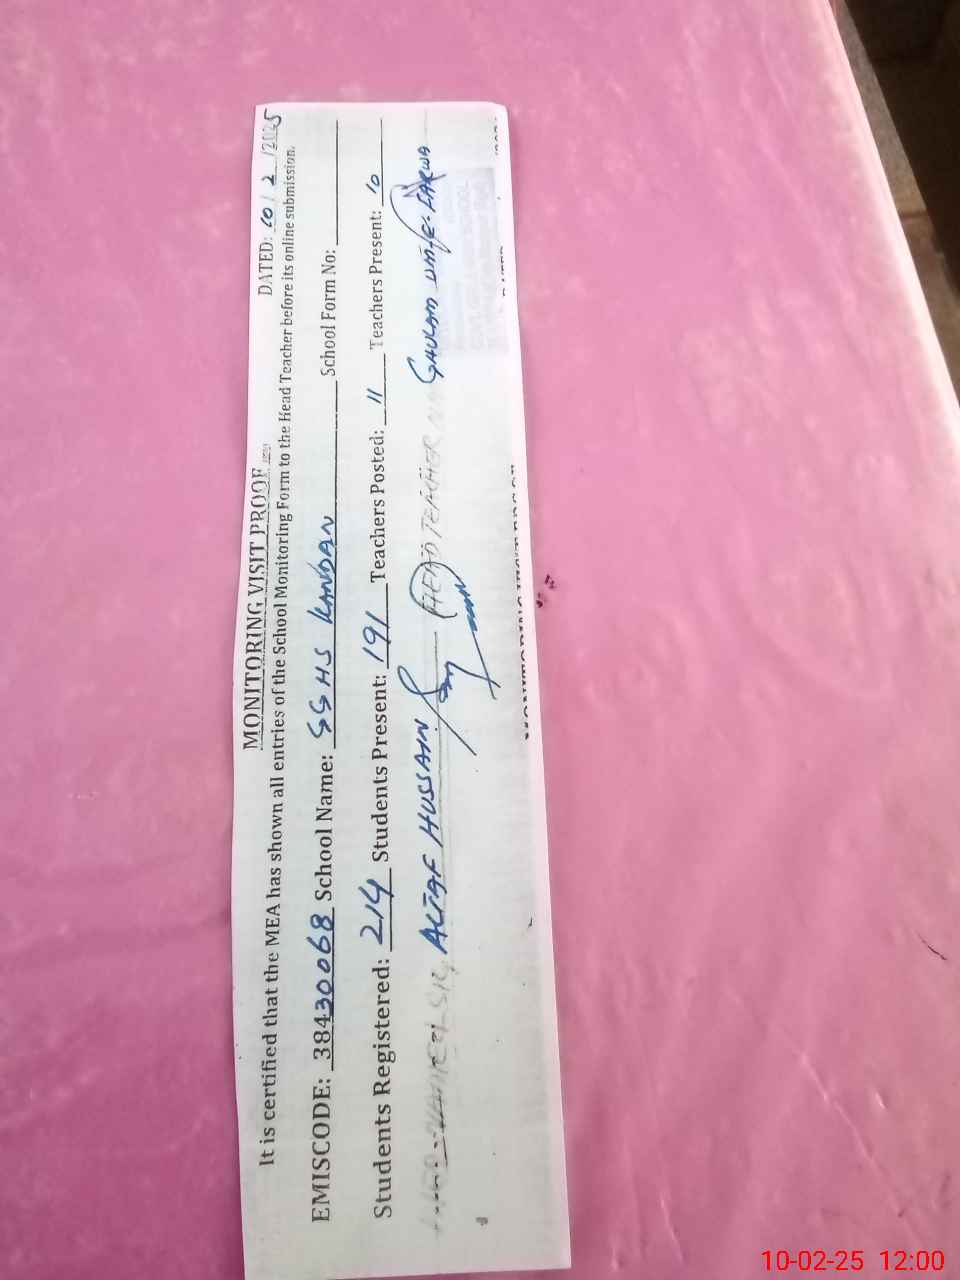 MONITORING VISIT PROOF
DATED: 10/2/2025
It is certified that the MEA has shown all entries of the School Monitoring Form to the Head Teacher before its online submission.
EMISCODE: 38430068 School Name: GGHS KANDAN School Form No:
Students Registered: 214 Students Present: 191 Teachers Posted: 11 Teachers Present: 10
ALTAF HUSSAIN HEAD TEACHER GHULAM UME-FARWA
10-02-25 12:00